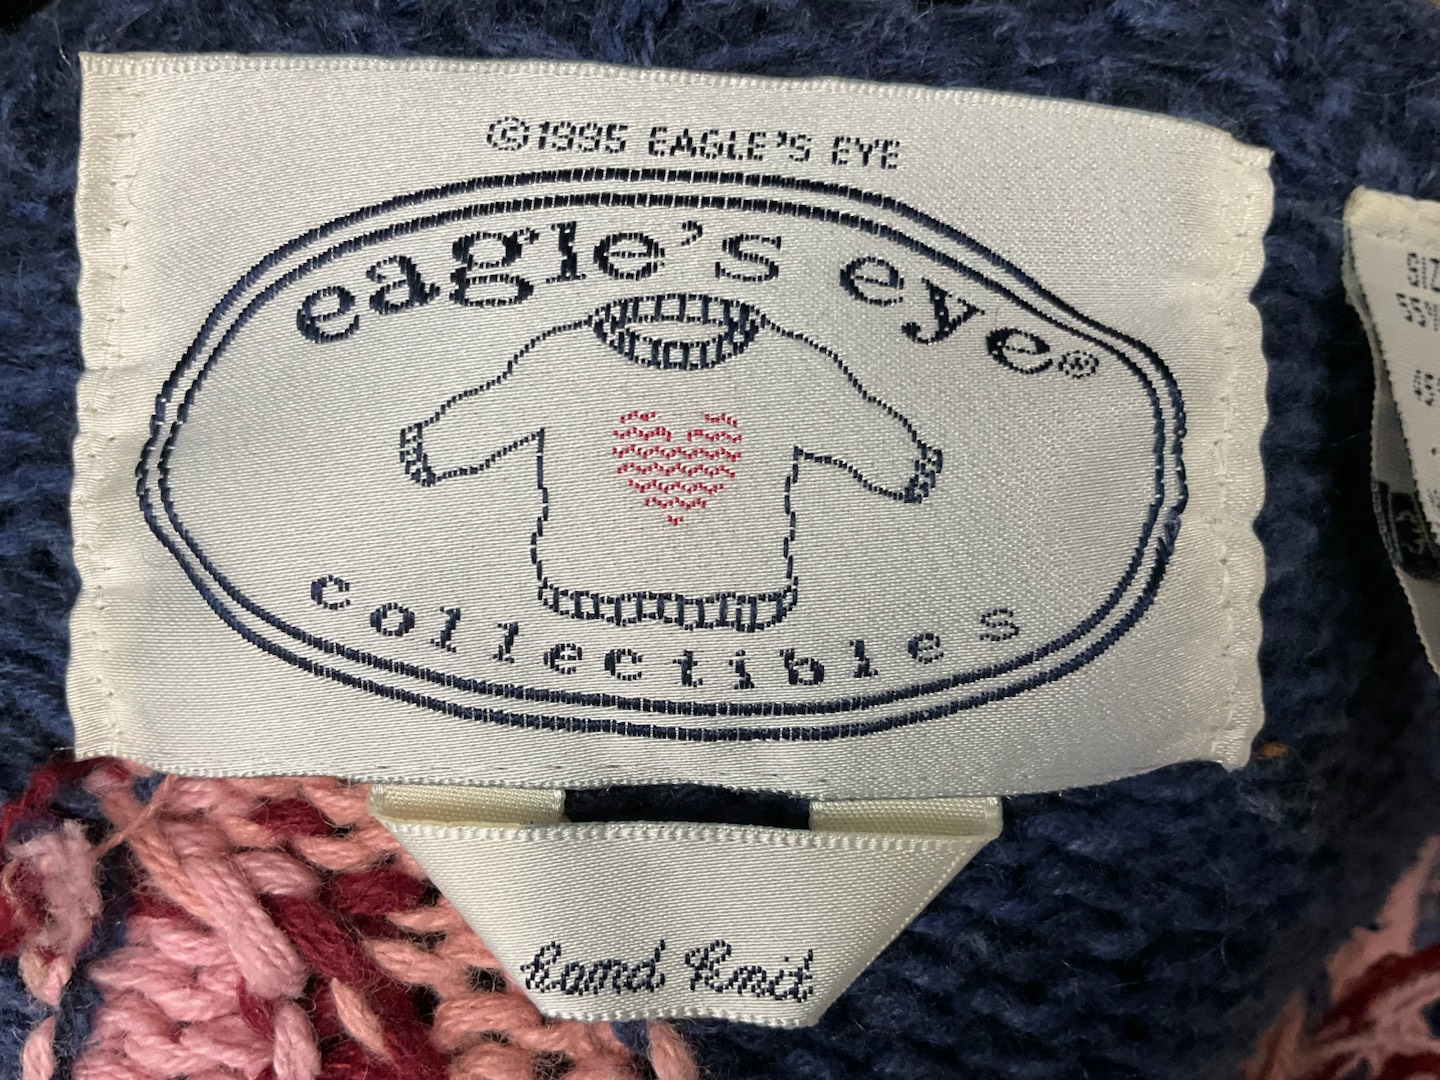 ©1995 EAGLE'S EYE
eagle's eye®
collectibles
Hand Knit